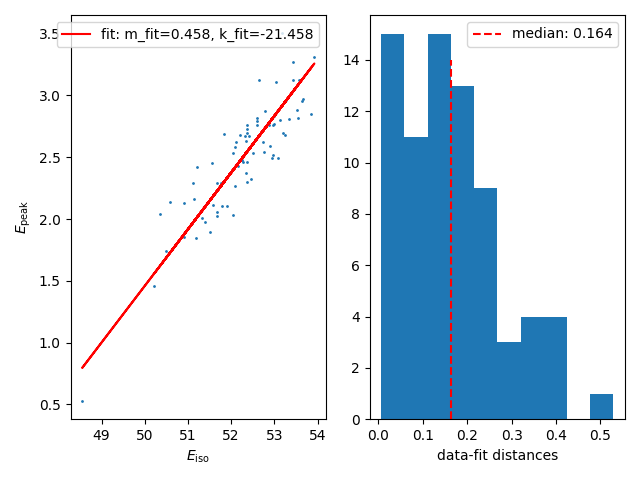 fit: m_fit=0.458, k_fit=-21.458
3.5
3.0
2.5
2.0
1.5
1.0
0.5
E_peak
49 50 51 52 53 54
E_iso
median: 0.164
14
12
10
8
6
4
2
0
0.0 0.1 0.2 0.3 0.4 0.5
data-fit distances